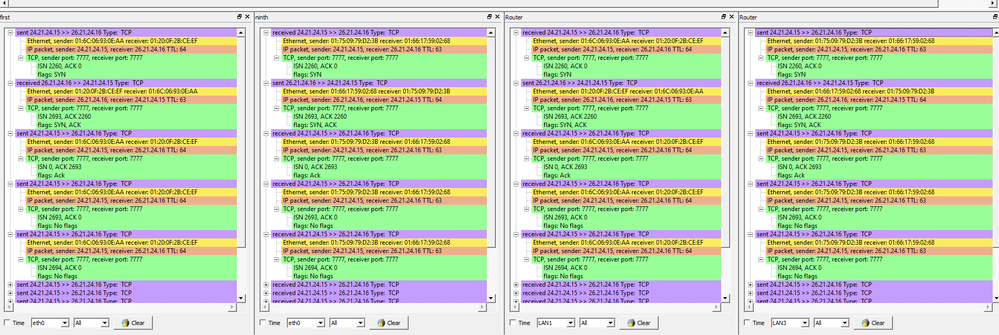 first
sent 24.21.24.15 >> 26.21.24.16 Type: TCP
Ethernet, sender: 01:6C:06:93:0E:AA receiver: 01:20:0F:2B:CE:EF
IP packet, sender: 24.21.24.15, receiver: 26.21.24.16 TTL: 64
TCP, sender port: 7777, receiver port: 7777
ISN 2260, ACK 0
flags: SYN
received 26.21.24.16 >> 24.21.24.15 Type: TCP
Ethernet, sender: 01:20:0F:2B:CE:EF receiver: 01:6C:06:93:0E:AA
IP packet, sender: 26.21.24.16, receiver: 24.21.24.15 TTL: 63
TCP, sender port: 7777, receiver port: 7777
ISN 2693, ACK 2260
flags: SYN, ACK
sent 24.21.24.15 >> 26.21.24.16 Type: TCP
Ethernet, sender: 01:6C:06:93:0E:AA receiver: 01:20:0F:2B:CE:EF
IP packet, sender: 24.21.24.15, receiver: 26.21.24.16 TTL: 64
TCP, sender port: 7777, receiver port: 7777
ISN 0, ACK 2693
flags: Ack
sent 24.21.24.15 >> 26.21.24.16 Type: TCP
Ethernet, sender: 01:6C:06:93:0E:AA receiver: 01:20:0F:2B:CE:EF
IP packet, sender: 24.21.24.15, receiver: 26.21.24.16 TTL: 64
TCP, sender port: 7777, receiver port: 7777
ISN 2693, ACK 0
flags: No flags
sent 24.21.24.15 >> 26.21.24.16 Type: TCP
Ethernet, sender: 01:6C:06:93:0E:AA receiver: 01:20:0F:2B:CE:EF
IP packet, sender: 24.21.24.15, receiver: 26.21.24.16 TTL: 64
TCP, sender port: 7777, receiver port: 7777
ISN 2694, ACK 0
flags: No flags
sent 24.21.24.15 >> 26.21.24.16 Type: TCP
sent 24.21.24.15 >> 26.21.24.16 Type: TCP
sent 24.21.24.15 >> 26.21.24.16 Type: TCP
Time eth0 All Clear
ninth
received 24.21.24.15 >> 26.21.24.16 Type: TCP
Ethernet, sender: 01:75:09:79:D2:3B receiver: 01:66:17:59:02:68
IP packet, sender: 24.21.24.15, receiver: 26.21.24.16 TTL: 63
TCP, sender port: 7777, receiver port: 7777
ISN 2260, ACK 0
flags: SYN
sent 26.21.24.16 >> 24.21.24.15 Type: TCP
Ethernet, sender: 01:66:17:59:02:68 receiver: 01:75:09:79:D2:3B
IP packet, sender: 26.21.24.16, receiver: 24.21.24.15 TTL: 64
TCP, sender port: 7777, receiver port: 7777
ISN 2693, ACK 2260
flags: SYN, ACK
received 24.21.24.15 >> 26.21.24.16 Type: TCP
Ethernet, sender: 01:75:09:79:D2:3B receiver: 01:66:17:59:02:68
IP packet, sender: 24.21.24.15, receiver: 26.21.24.16 TTL: 63
TCP, sender port: 7777, receiver port: 7777
ISN 0, ACK 2693
flags: Ack
received 24.21.24.15 >> 26.21.24.16 Type: TCP
Ethernet, sender: 01:75:09:79:D2:3B receiver: 01:66:17:59:02:68
IP packet, sender: 24.21.24.15, receiver: 26.21.24.16 TTL: 63
TCP, sender port: 7777, receiver port: 7777
ISN 2693, ACK 0
flags: No flags
received 24.21.24.15 >> 26.21.24.16 Type: TCP
Ethernet, sender: 01:75:09:79:D2:3B receiver: 01:66:17:59:02:68
IP packet, sender: 24.21.24.15, receiver: 26.21.24.16 TTL: 63
TCP, sender port: 7777, receiver port: 7777
ISN 2694, ACK 0
flags: No flags
received 24.21.24.15 >> 26.21.24.16 Type: TCP
received 24.21.24.15 >> 26.21.24.16 Type: TCP
received 24.21.24.15 >> 26.21.24.16 Type: TCP
Time eth0 All Clear
Router
received 24.21.24.15 >> 26.21.24.16 Type: TCP
Ethernet, sender: 01:6C:06:93:0E:AA receiver: 01:20:0F:2B:CE:EF
IP packet, sender: 24.21.24.15, receiver: 26.21.24.16 TTL: 64
TCP, sender port: 7777, receiver port: 7777
ISN 2260, ACK 0
flags: SYN
sent 26.21.24.16 >> 24.21.24.15 Type: TCP
Ethernet, sender: 01:20:0F:2B:CE:EF receiver: 01:6C:06:93:0E:AA
IP packet, sender: 26.21.24.16, receiver: 24.21.24.15 TTL: 63
TCP, sender port: 7777, receiver port: 7777
ISN 2693, ACK 2260
flags: SYN, ACK
received 24.21.24.15 >> 26.21.24.16 Type: TCP
Ethernet, sender: 01:6C:06:93:0E:AA receiver: 01:20:0F:2B:CE:EF
IP packet, sender: 24.21.24.15, receiver: 26.21.24.16 TTL: 64
TCP, sender port: 7777, receiver port: 7777
ISN 0, ACK 2693
flags: Ack
received 24.21.24.15 >> 26.21.24.16 Type: TCP
Ethernet, sender: 01:6C:06:93:0E:AA receiver: 01:20:0F:2B:CE:EF
IP packet, sender: 24.21.24.15, receiver: 26.21.24.16 TTL: 64
TCP, sender port: 7777, receiver port: 7777
ISN 2693, ACK 0
flags: No flags
received 24.21.24.15 >> 26.21.24.16 Type: TCP
Ethernet, sender: 01:6C:06:93:0E:AA receiver: 01:20:0F:2B:CE:EF
IP packet, sender: 24.21.24.15, receiver: 26.21.24.16 TTL: 64
TCP, sender port: 7777, receiver port: 7777
ISN 2694, ACK 0
flags: No flags
received 24.21.24.15 >> 26.21.24.16 Type: TCP
received 24.21.24.15 >> 26.21.24.16 Type: TCP
received 24.21.24.15 >> 26.21.24.16 Type: TCP
Time LAN1 All Clear
Router
sent 24.21.24.15 >> 26.21.24.16 Type: TCP
Ethernet, sender: 01:75:09:79:D2:3B receiver: 01:66:17:59:02:68
IP packet, sender: 24.21.24.15, receiver: 26.21.24.16 TTL: 63
TCP, sender port: 7777, receiver port: 7777
ISN 2260, ACK 0
flags: SYN
received 26.21.24.16 >> 24.21.24.15 Type: TCP
Ethernet, sender: 01:66:17:59:02:68 receiver: 01:75:09:79:D2:3B
IP packet, sender: 26.21.24.16, receiver: 24.21.24.15 TTL: 64
TCP, sender port: 7777, receiver port: 7777
ISN 2693, ACK 2260
flags: SYN, ACK
sent 24.21.24.15 >> 26.21.24.16 Type: TCP
Ethernet, sender: 01:75:09:79:D2:3B receiver: 01:66:17:59:02:68
IP packet, sender: 24.21.24.15, receiver: 26.21.24.16 TTL: 63
TCP, sender port: 7777, receiver port: 7777
ISN 0, ACK 2693
flags: Ack
sent 24.21.24.15 >> 26.21.24.16 Type: TCP
Ethernet, sender: 01:75:09:79:D2:3B receiver: 01:66:17:59:02:68
IP packet, sender: 24.21.24.15, receiver: 26.21.24.16 TTL: 63
TCP, sender port: 7777, receiver port: 7777
ISN 2693, ACK 0
flags: No flags
sent 24.21.24.15 >> 26.21.24.16 Type: TCP
Ethernet, sender: 01:75:09:79:D2:3B receiver: 01:66:17:59:02:68
IP packet, sender: 24.21.24.15, receiver: 26.21.24.16 TTL: 63
TCP, sender port: 7777, receiver port: 7777
ISN 2694, ACK 0
flags: No flags
sent 24.21.24.15 >> 26.21.24.16 Type: TCP
sent 24.21.24.15 >> 26.21.24.16 Type: TCP
sent 24.21.24.15 >> 26.21.24.16 Type: TCP
Time LAN3 All Clear